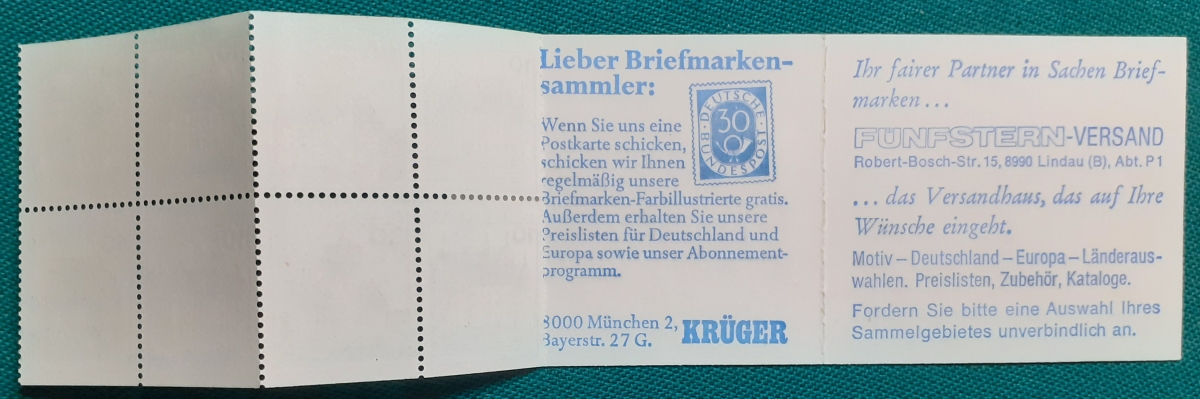 Lieber Briefmarken-
sammler:
Wenn Sie uns eine
Postkarte schicken,
schicken wir Ihnen
regelmäßig unsere
Briefmarken-Farbillustrierte gratis.
Außerdem erhalten Sie unsere
Preislisten für Deutschland und
Europa sowie unser Abonnement-
programm.
DEUTSCHE
BUNDESPOST
30
8000 München 2,
Bayerstr. 27 G.
KRÜGER
Ihr fairer Partner in Sachen Brief-
marken...
FÜNFSTERN-VERSAND
Robert-Bosch-Str. 15, 8990 Lindau (B), Abt. P1
...das Versandhaus, das auf Ihre
Wünsche eingeht.
Motiv – Deutschland – Europa – Länderaus-
wahlen. Preislisten, Zubehör, Kataloge.
Fordern Sie bitte eine Auswahl Ihres
Sammelgebietes unverbindlich an.